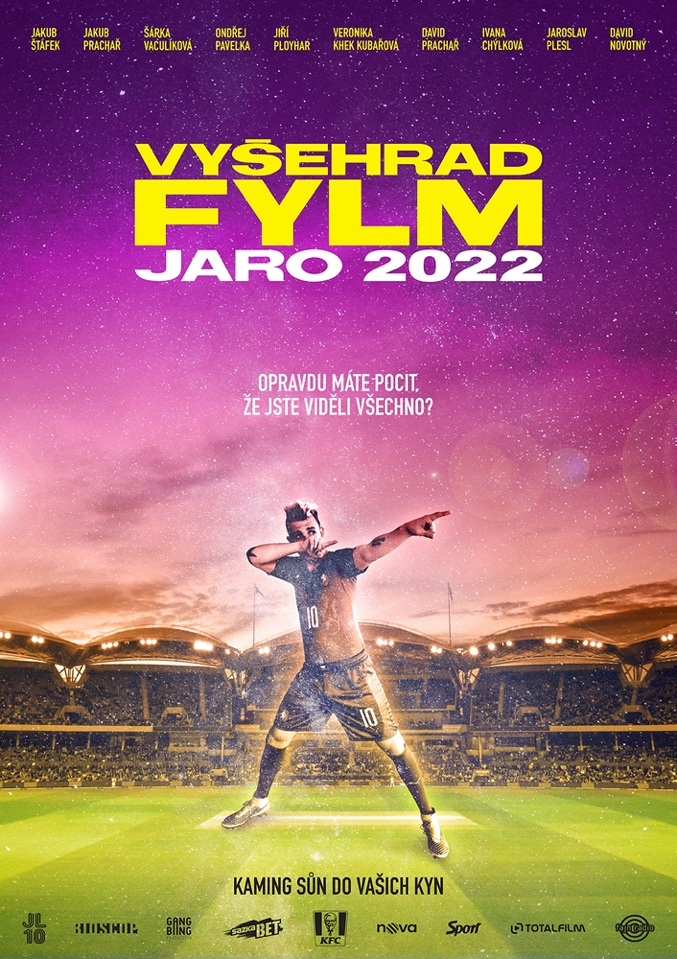 JAKUB ŠTÁFEK
JAKUB PRACHAŘ
ŠÁRKA VACULÍKOVÁ
ONDŘEJ PAVELKA
JIŘÍ PLOYHAR
VERONIKA KHEK KUBAŘOVÁ
DAVID PRACHAŘ
IVANA CHÝLKOVÁ
JAROSLAV PLESL
DAVID NOVOTNÝ
VYŠEHRAD
FYLM
JARO 2022
OPRAVDU MÁTE POCIT,
ŽE JSTE VIDĚLI VŠECHNO?
10
10
KAMING SŮN DO VAŠICH KYN
JL
10
BIOSCOP
GANG
BIING
SAZKA BET
KFC
nova
Sport
TOTALFILM